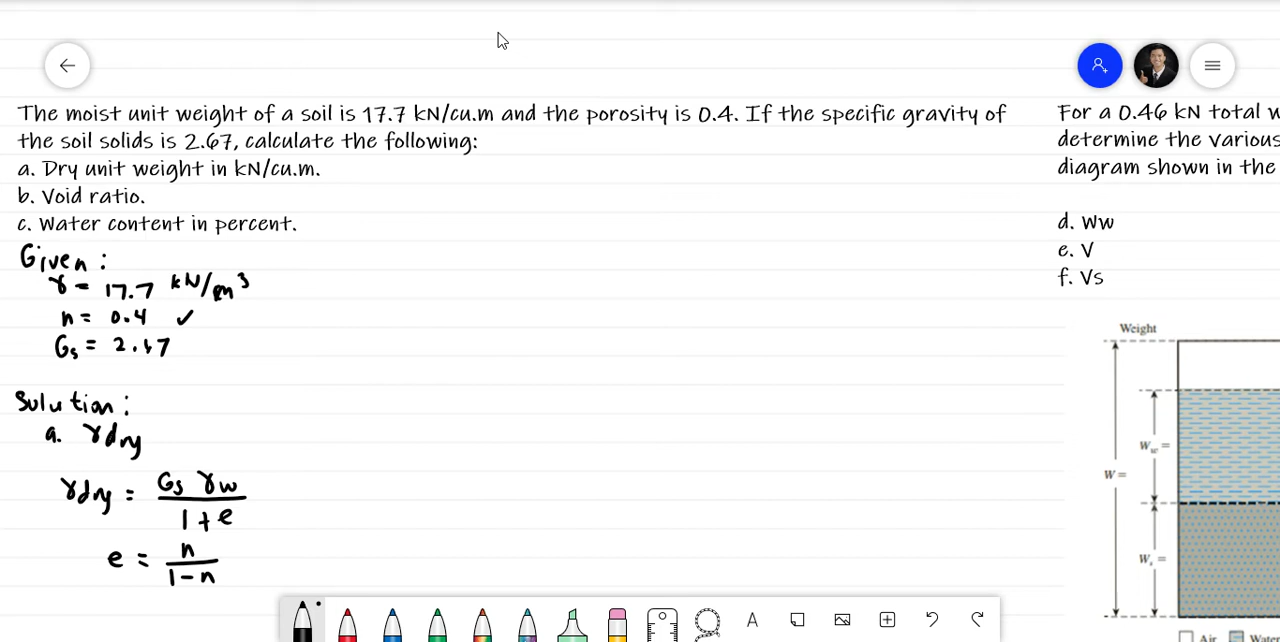 The moist unit weight of a soil is 17.7 kN/cu.m and the porosity is 0.4. If the specific gravity of
the soil solids is 2.67, calculate the following:
a. Dry unit weight in kN/cu.m.
b. Void ratio.
c. Water content in percent.
Given:
γ = 17.7 kN/m³
n = 0.4 ✓
Gs = 2.67
Solution:
a. γdry
γdry = Gs γw / 1+e
e = n / 1-n
For a 0.46 kN total w
determine the various
diagram shown in the
d. Ww
e. V
f. Vs
Weight
Ww =
W =
Ws =
Air Water
A